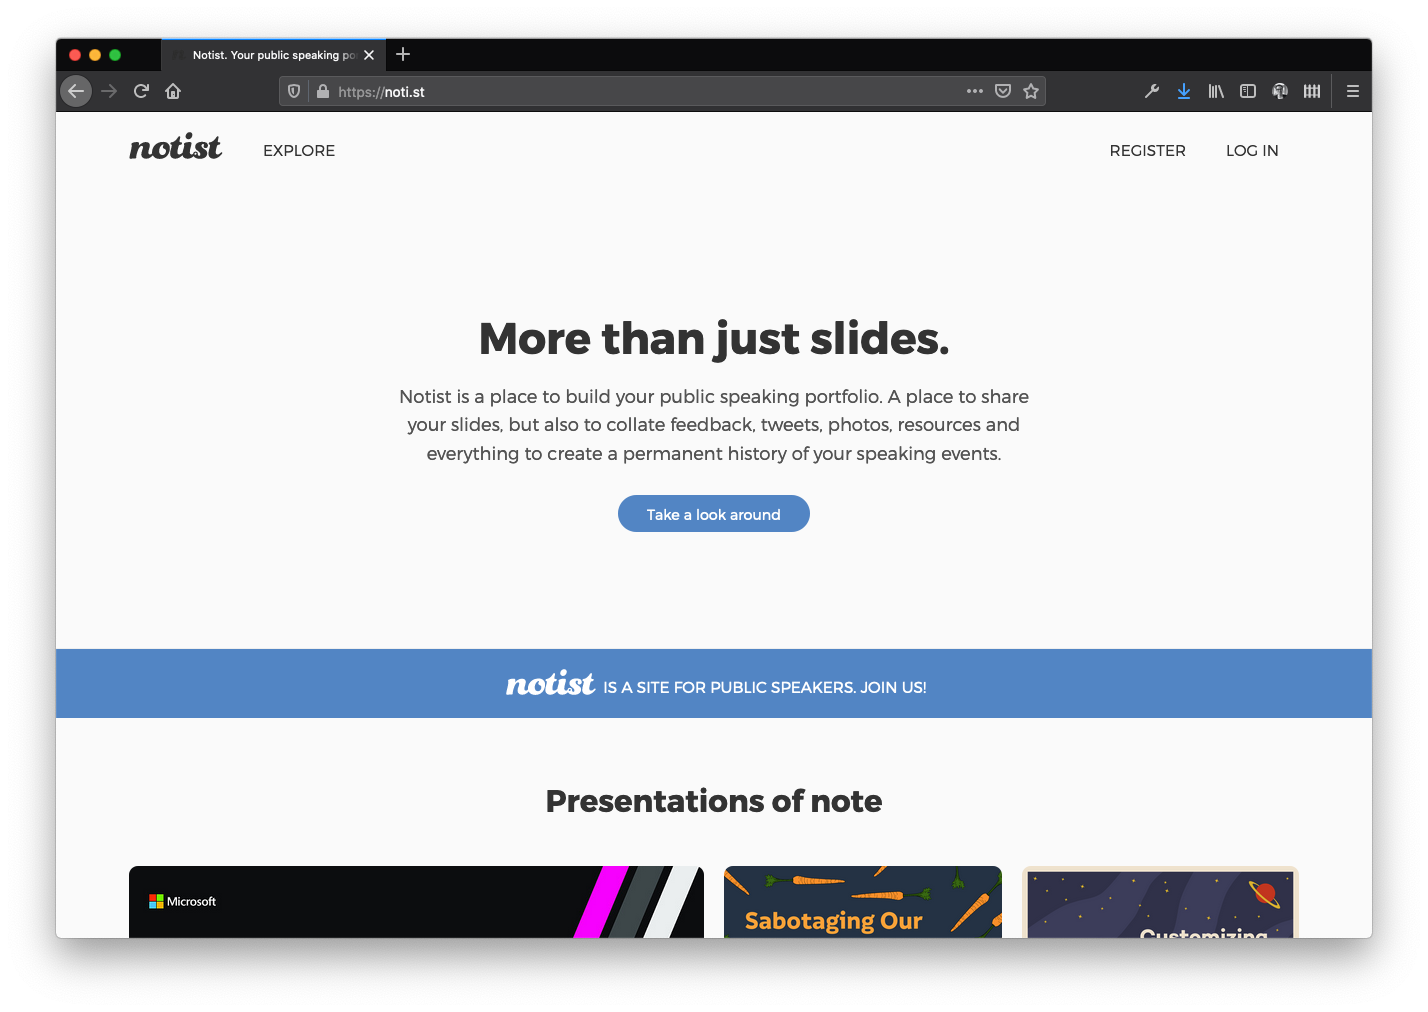 Notist. Your public speaking po
https://noti.st
notist
EXPLORE
REGISTER
LOG IN
More than just slides.
Notist is a place to build your public speaking portfolio. A place to share
your slides, but also to collate feedback, tweets, photos, resources and
everything to create a permanent history of your speaking events.
Take a look around
notist IS A SITE FOR PUBLIC SPEAKERS. JOIN US!
Presentations of note
Microsoft
Sabotaging Our
Customizing